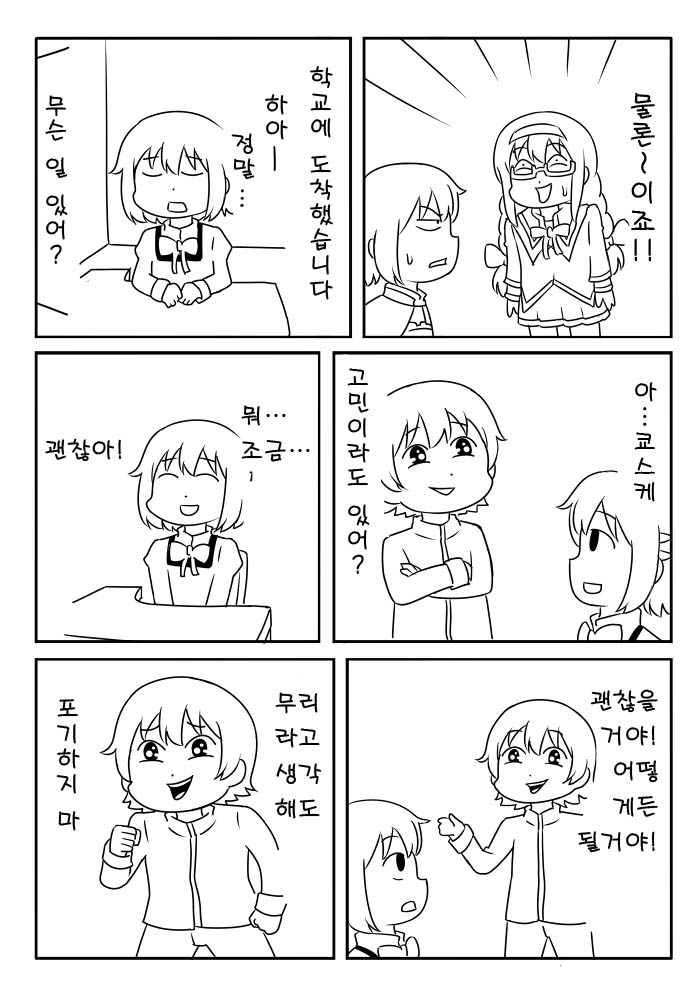 물론~이죠!!
학교에 도착했습니다
하아ー
정말...
무슨 일 있어?
아...쿄스케
고민이라도 있어?
뭐...
조금...
괜찮아!
괜찮을
거야!
어떻
게든
될거야!
무리
라고
생각
해도
포기하지 마